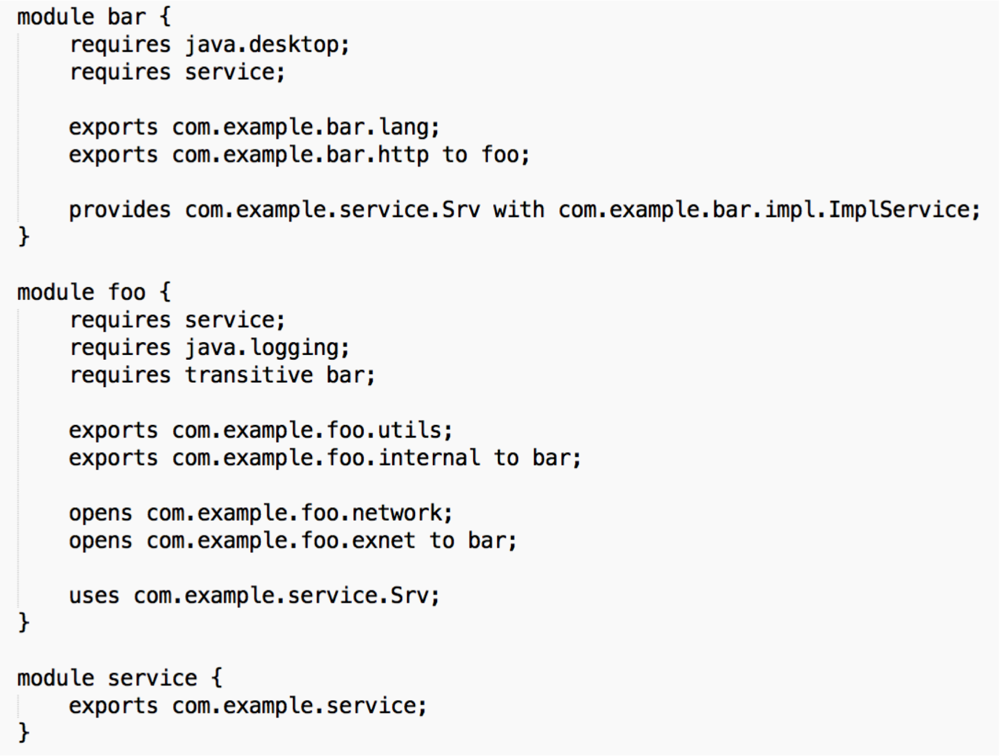 module bar {
    requires java.desktop;
    requires service;

    exports com.example.bar.lang;
    exports com.example.bar.http to foo;

    provides com.example.service.Srv with com.example.bar.impl.ImplService;
}

module foo {
    requires service;
    requires java.logging;
    requires transitive bar;

    exports com.example.foo.utils;
    exports com.example.foo.internal to bar;

    opens com.example.foo.network;
    opens com.example.foo.exnet to bar;

    uses com.example.service.Srv;
}

module service {
    exports com.example.service;
}